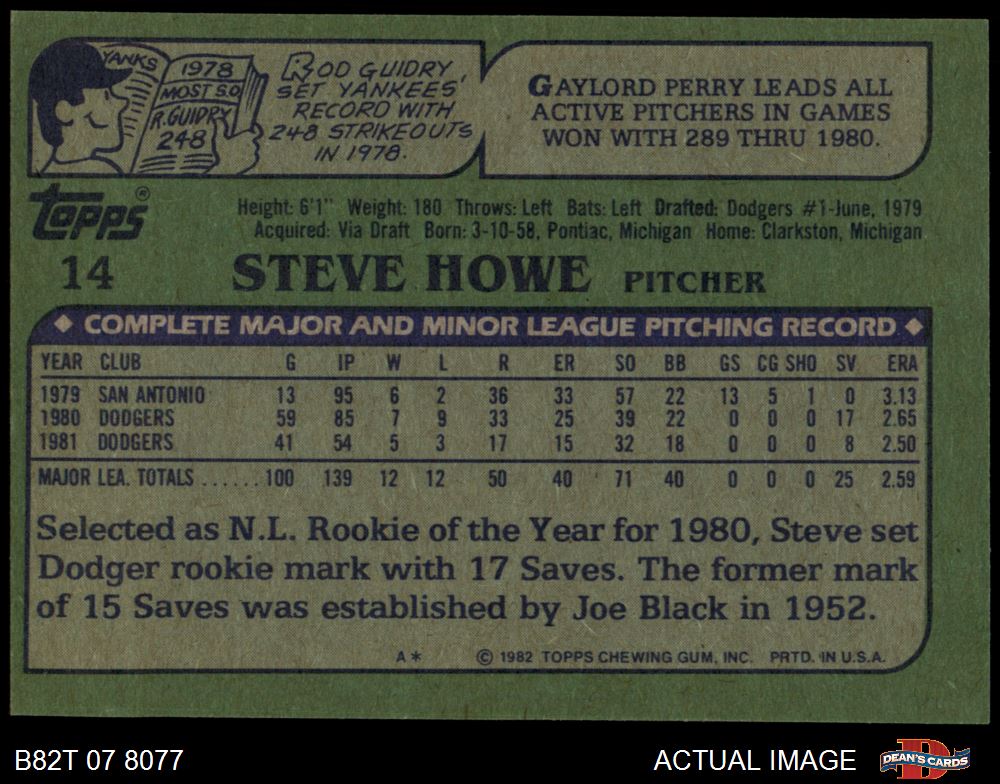 YANKS
1978
MOST S.O.
R.GUIDRY
248
ROD GUIDRY
SET YANKEES'
RECORD WITH
248 STRIKEOUTS
IN 1978.
GAYLORD PERRY LEADS ALL
ACTIVE PITCHERS IN GAMES
WON WITH 289 THRU 1980.
Topps®
Height: 6'1" Weight: 180 Throws: Left Bats: Left Drafted: Dodgers #1-June, 1979
Acquired: Via Draft Born: 3-10-58, Pontiac, Michigan Home: Clarkston, Michigan
14 STEVE HOWE PITCHER
◆ COMPLETE MAJOR AND MINOR LEAGUE PITCHING RECORD ◆
YEAR CLUB G IP W L R ER SO BB GS CG SHO SV ERA
1979 SAN ANTONIO 13 95 6 2 36 33 57 22 13 5 1 0 3.13
1980 DODGERS 59 85 7 9 33 25 39 22 0 0 0 17 2.65
1981 DODGERS 41 54 5 3 17 15 32 18 0 0 0 8 2.50
MAJOR LEA. TOTALS ...... 100 139 12 12 50 40 71 40 0 0 0 25 2.59
Selected as N.L. Rookie of the Year for 1980, Steve set
Dodger rookie mark with 17 Saves. The former mark
of 15 Saves was established by Joe Black in 1952.
A* © 1982 TOPPS CHEWING GUM, INC. PRTD. IN U.S.A.
B82T 07 8077 ACTUAL IMAGE
D DEAN'S CARDS